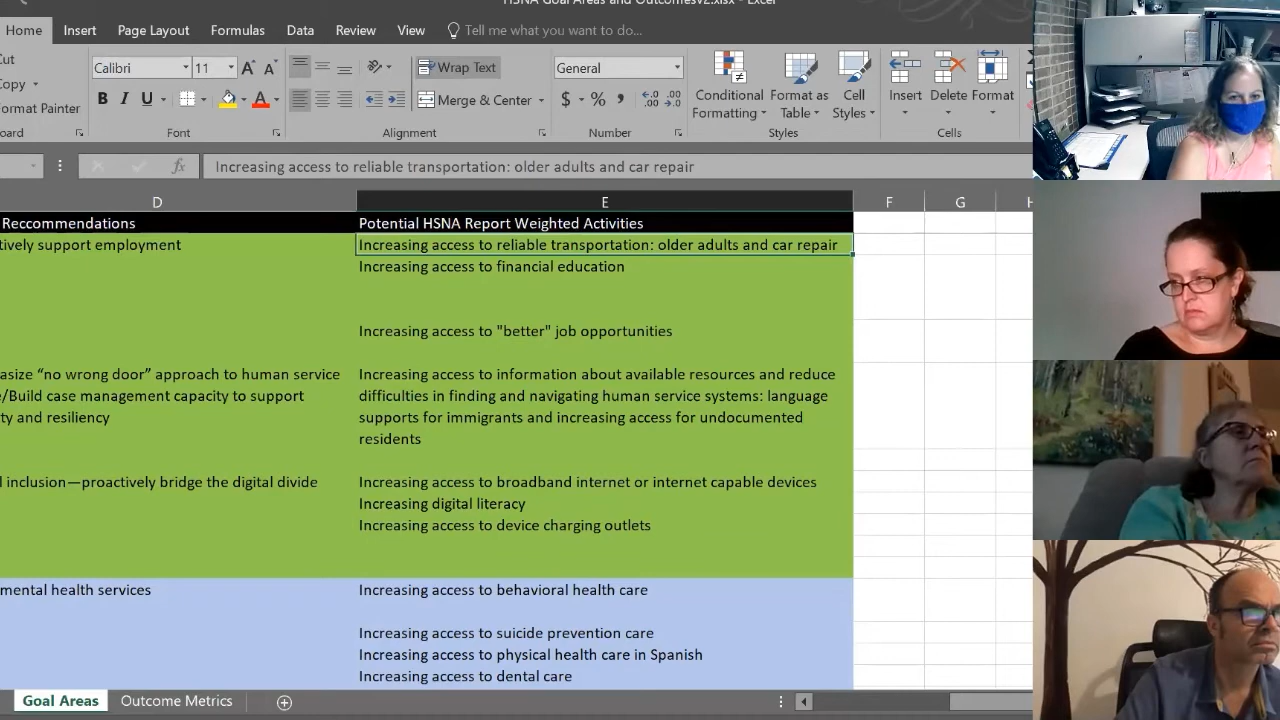 HSNA Goal Areas and Outcomesv2.xlsx - Excel
Home Insert Page Layout Formulas Data Review View Tell me what you want to do...
Cut
Copy
Format Painter
Calibri 11
Wrap Text
General
Merge & Center
Conditional Formatting
Format as Table
Cell Styles
Insert Delete Format
Font Alignment Number Styles Cells
fx Increasing access to reliable transportation: older adults and car repair
D E F G H
Reccommendations Potential HSNA Report Weighted Activities
tively support employment Increasing access to reliable transportation: older adults and car repair
Increasing access to financial education
Increasing access to "better" job opportunities
asize “no wrong door” approach to human service Increasing access to information about available resources and reduce
e/Build case management capacity to support difficulties in finding and navigating human service systems: language
ty and resiliency supports for immigrants and increasing access for undocumented
residents
l inclusion—proactively bridge the digital divide Increasing access to broadband internet or internet capable devices
Increasing digital literacy
Increasing access to device charging outlets
mental health services Increasing access to behavioral health care
Increasing access to suicide prevention care
Increasing access to physical health care in Spanish
Increasing access to dental care
Goal Areas Outcome Metrics